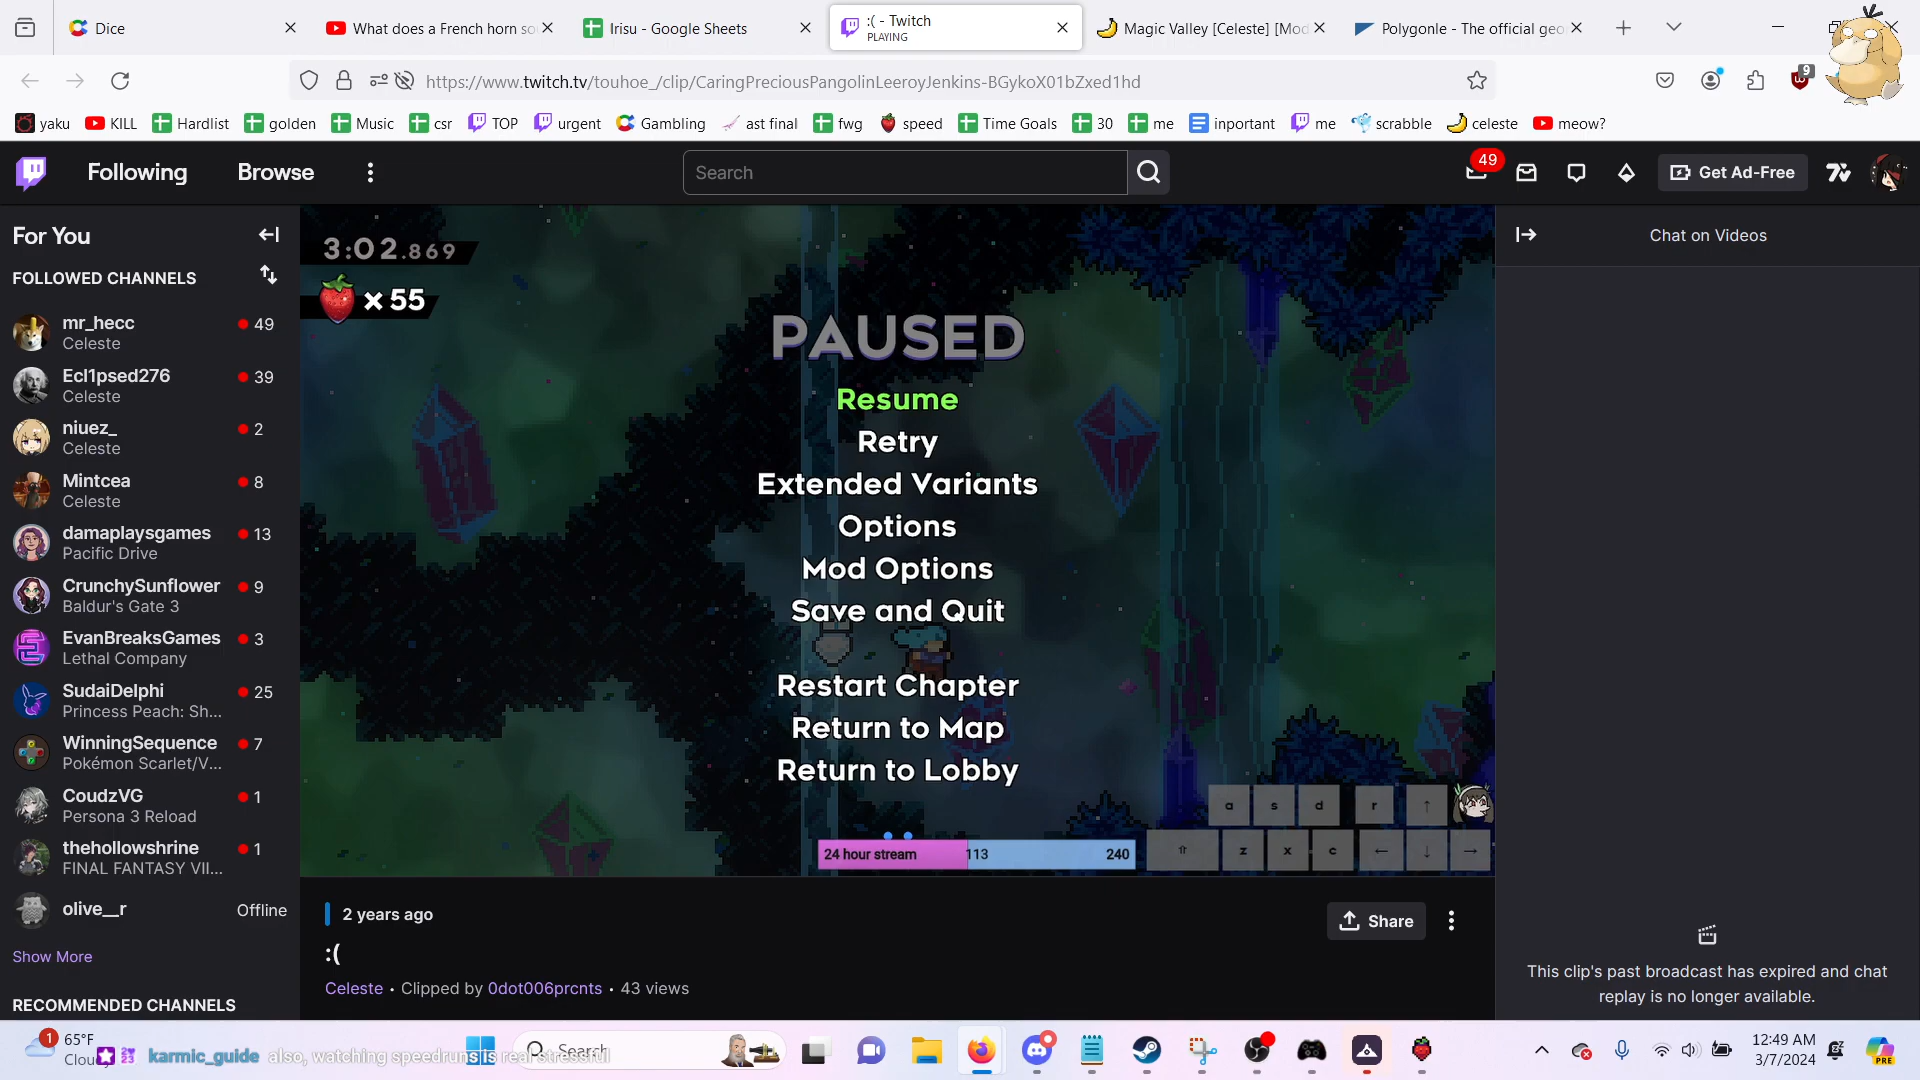 Dice
What does a French horn so
Irisu - Google Sheets
:( - Twitch
PLAYING
Magic Valley [Celeste] [Mod
Polygonle - The official geo
https://www.twitch.tv/touhoe_/clip/CaringPreciousPangolinLeeroyJenkins-BGykoX01bZxed1hd
9
yaku
KILL
Hardlist
golden
Music
csr
TOP
urgent
Gambling
ast final
fwg
speed
Time Goals
30
me
inportant
me
scrabble
celeste
meow?
Following
Browse
Search
49
Get Ad-Free
For You
FOLLOWED CHANNELS
mr_hecc
49
Celeste
Ecl1psed276
39
Celeste
niuez_
2
Celeste
Mintcea
8
Celeste
damaplaysgames
13
Pacific Drive
CrunchySunflower
9
Baldur's Gate 3
EvanBreaksGames
3
Lethal Company
SudaiDelphi
25
Princess Peach: Sh...
WinningSequence
7
Pokémon Scarlet/V...
CoudzVG
1
Persona 3 Reload
thehollowshrine
1
FINAL FANTASY VII...
olive__r
Offline
Show More
RECOMMENDED CHANNELS
3:02.869
x 55
PAUSED
Resume
Retry
Extended Variants
Options
Mod Options
Save and Quit
Restart Chapter
Return to Map
Return to Lobby
a s d r ↑
⇧ z x c ← ↓ →
24 hour stream 113 240
2 years ago
:(
Celeste • Clipped by 0dot006prcnts • 43 views
Share
Chat on Videos
This clip's past broadcast has expired and chat
replay is no longer available.
1
65°F
Cloudy
karmic_guide also, watching speedruns is real stressful
Search
PRE
12:49 AM
3/7/2024